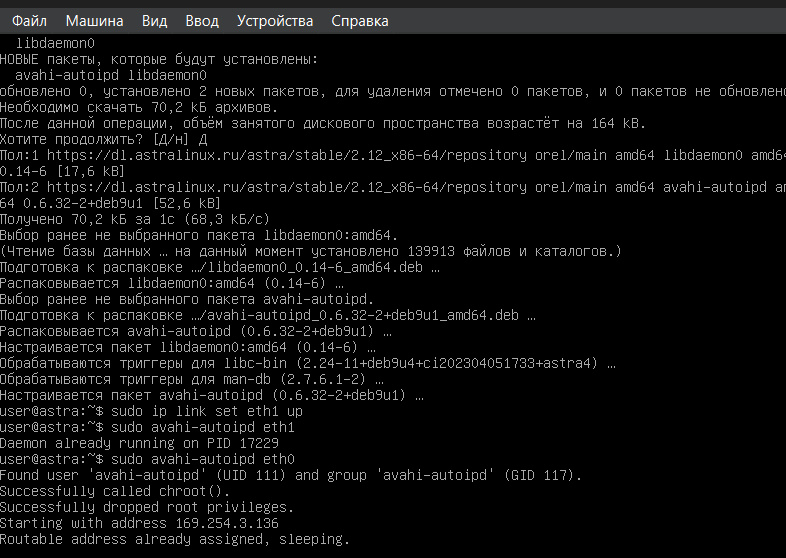 Файл Машина Вид Ввод Устройства Справка
libdaemon0
НОВЫЕ пакеты, которые будут установлены:
avahi-autoipd libdaemon0
обновлено 0, установлено 2 новых пакетов, для удаления отмечено 0 пакетов, и 0 пакетов не обновлено
Необходимо скачать 70,2 kБ архивов.
После данной операции, объём занятого дискового пространства возрастёт на 164 kB.
Хотите продолжить? [Д/н] Д
Пол:1 https://dl.astralinux.ru/astra/stable/2.12_x86-64/repository orel/main amd64 libdaemon0 amd64
0.14-6 [17,6 kB]
Пол:2 https://dl.astralinux.ru/astra/stable/2.12_x86-64/repository orel/main amd64 avahi-autoipd am
64 0.6.32-2+deb9u1 [52,6 kB]
Получено 70,2 kБ за 1с (68,3 kБ/c)
Выбор ранее не выбранного пакета libdaemon0:amd64.
(Чтение базы данных … на данный момент установлено 139913 файлов и каталогов.)
Подготовка к распаковке …/libdaemon0_0.14-6_amd64.deb …
Распаковывается libdaemon0:amd64 (0.14-6) …
Выбор ранее не выбранного пакета avahi-autoipd.
Подготовка к распаковке …/avahi-autoipd_0.6.32-2+deb9u1_amd64.deb …
Распаковывается avahi-autoipd (0.6.32-2+deb9u1) …
Настраивается пакет libdaemon0:amd64 (0.14-6) …
Обрабатываются триггеры для libc-bin (2.24-11+deb9u4+ci202304051733+astra4) …
Обрабатываются триггеры для man-db (2.7.6.1-2) …
Настраивается пакет avahi-autoipd (0.6.32-2+deb9u1) …
user@astra:~$ sudo ip link set eth1 up
user@astra:~$ sudo avahi-autoipd eth1
Daemon already running on PID 17229
user@astra:~$ sudo avahi-autoipd eth0
Found user 'avahi-autoipd' (UID 111) and group 'avahi-autoipd' (GID 117).
Successfully called chroot().
Successfully dropped root privileges.
Starting with address 169.254.3.136
Routable address already assigned, sleeping.